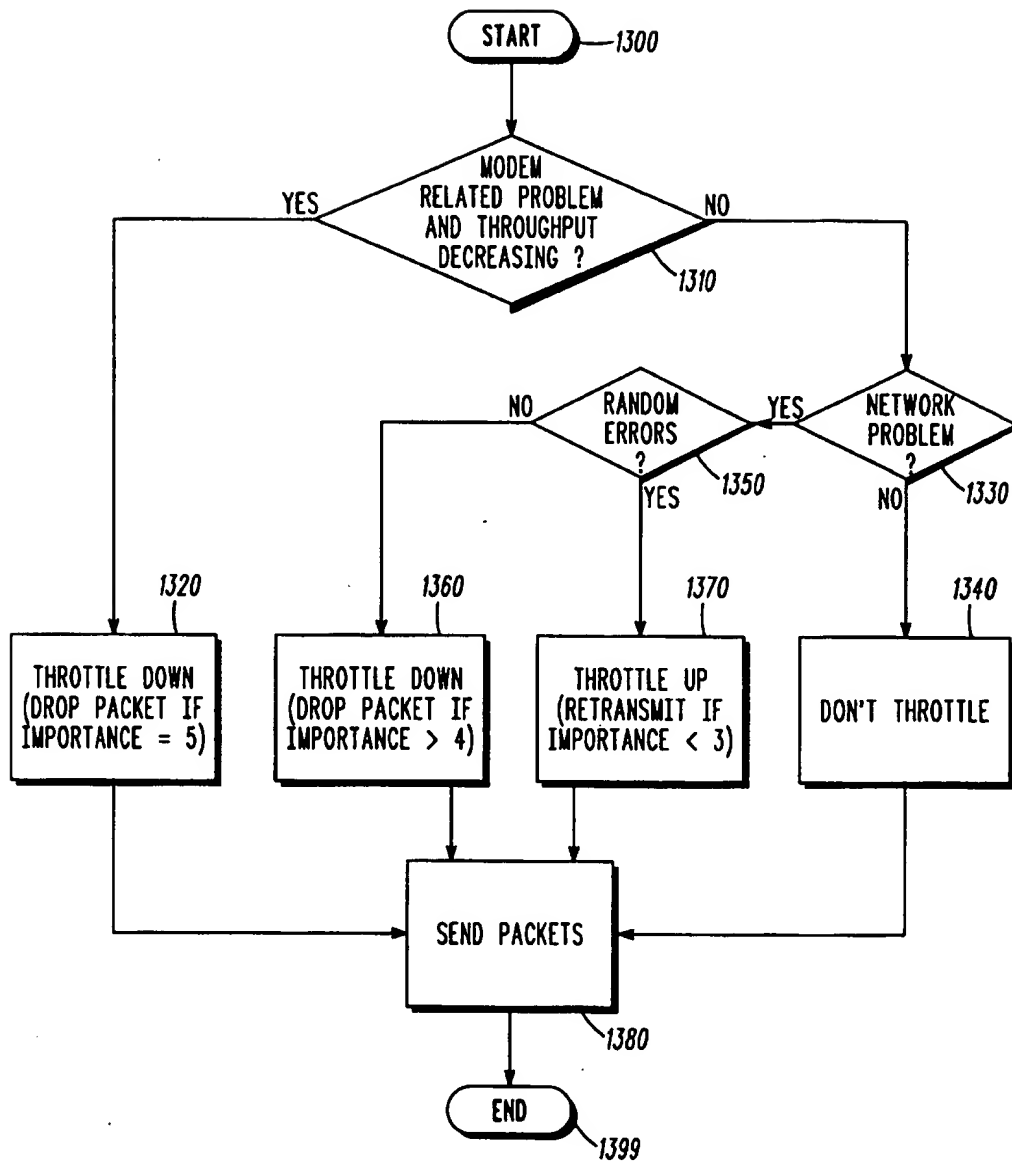 START
1300
MODEM
RELATED PROBLEM
AND THROUGHPUT
DECREASING ?
YES
NO
1310
RANDOM
ERRORS
?
NO
YES
1350
NETWORK
PROBLEM
?
YES
NO
1330
1320
THROTTLE DOWN
(DROP PACKET IF
IMPORTANCE = 5)
1360
THROTTLE DOWN
(DROP PACKET IF
IMPORTANCE > 4)
1370
THROTTLE UP
(RETRANSMIT IF
IMPORTANCE < 3)
1340
DON'T THROTTLE
SEND PACKETS
1380
END
1399